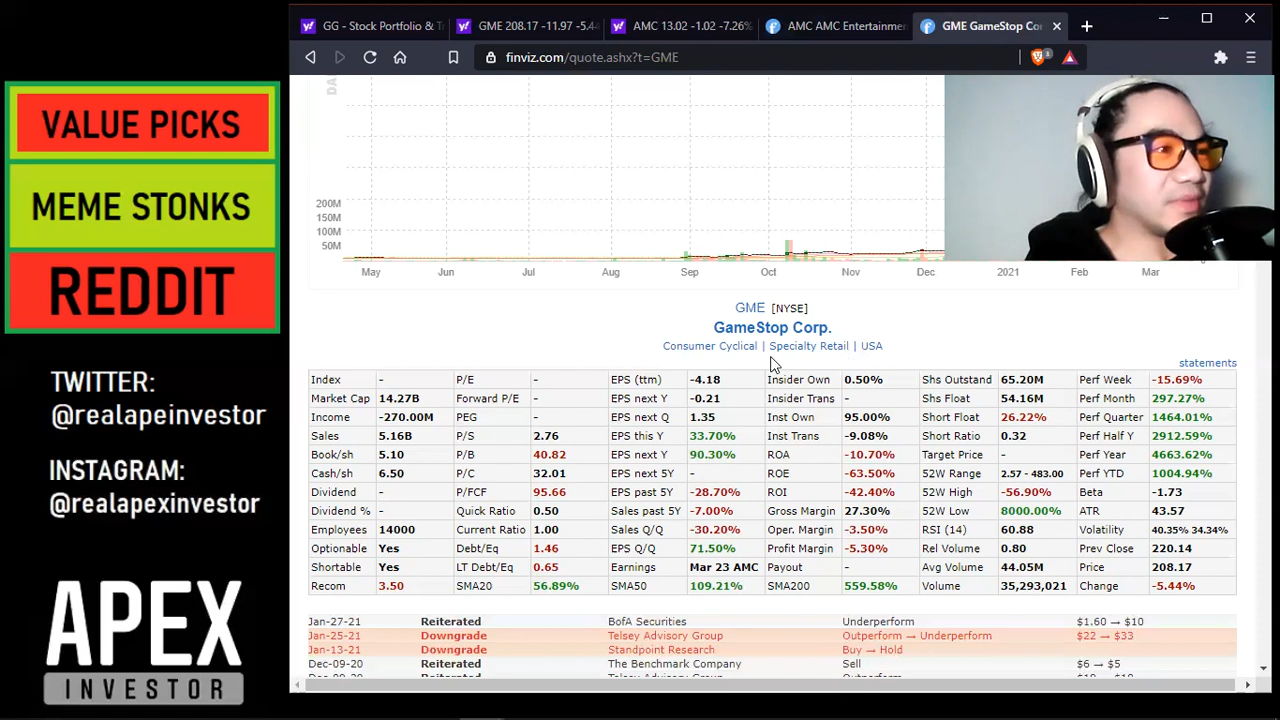 GG - Stock Portfolio & Tr
GME 208.17 -11.97 -5.4
AMC 13.02 -1.02 -7.26%
AMC AMC Entertainmen
GME GameStop Cor
finviz.com/quote.ashx?t=GME
1
VALUE PICKS
MEME STONKS
REDDIT
TWITTER:
@realapeinvestor
INSTAGRAM:
@realapexinvestor
APEX
INVESTOR
DA
200M
150M
100M
50M
May Jun Jul Aug Sep Oct Nov Dec 2021 Feb Mar
GME [NYSE]
GameStop Corp.
Consumer Cyclical | Specialty Retail | USA
statements
Index - P/E - EPS (ttm) -4.18 Insider Own 0.50% Shs Outstand 65.20M Perf Week -15.69%
Market Cap 14.27B Forward P/E - EPS next Y -0.21 Insider Trans - Shs Float 54.16M Perf Month 297.27%
Income -270.00M PEG - EPS next Q 1.35 Inst Own 95.00% Short Float 26.22% Perf Quarter 1464.01%
Sales 5.16B P/S 2.76 EPS this Y 33.70% Inst Trans -9.08% Short Ratio 0.32 Perf Half Y 2912.59%
Book/sh 5.10 P/B 40.82 EPS next Y 90.30% ROA -10.70% Target Price - Perf Year 4663.62%
Cash/sh 6.50 P/C 32.01 EPS next 5Y - ROE -63.50% 52W Range 2.57 - 483.00 Perf YTD 1004.94%
Dividend - P/FCF 95.66 EPS past 5Y -28.70% ROI -42.40% 52W High -56.90% Beta -1.73
Dividend % - Quick Ratio 0.50 Sales past 5Y -7.00% Gross Margin 27.30% 52W Low 8000.00% ATR 43.57
Employees 14000 Current Ratio 1.00 Sales Q/Q -30.20% Oper. Margin -3.50% RSI (14) 60.88 Volatility 40.35% 34.34%
Optionable Yes Debt/Eq 1.46 EPS Q/Q 71.50% Profit Margin -5.30% Rel Volume 0.80 Prev Close 220.14
Shortable Yes LT Debt/Eq 0.65 Earnings Mar 23 AMC Payout - Avg Volume 44.05M Price 208.17
Recom 3.50 SMA20 56.89% SMA50 109.21% SMA200 559.58% Volume 35,293,021 Change -5.44%
Jan-27-21 Reiterated BofA Securities Underperform $1.60 → $10
Jan-25-21 Downgrade Telsey Advisory Group Outperform → Underperform $22 → $33
Jan-13-21 Downgrade Standpoint Research Buy → Hold
Dec-09-20 Reiterated The Benchmark Company Sell $6 → $5